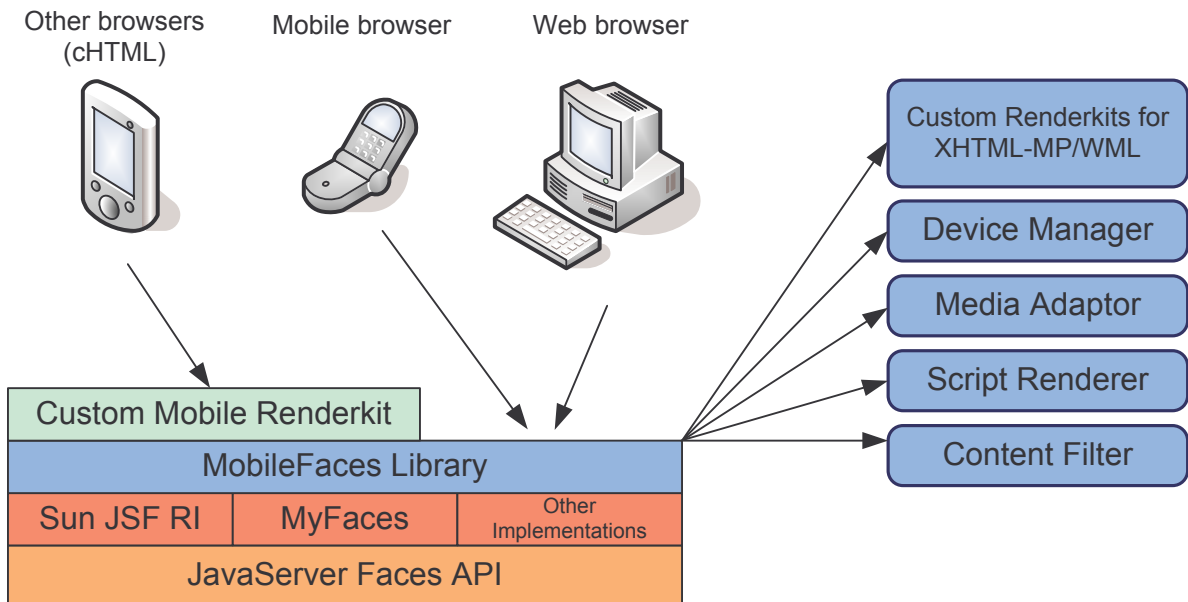 Other browsers
(cHTML)
Mobile browser
Web browser
Custom Renderkits for
XHTML-MP/WML
Device Manager
Media Adaptor
Script Renderer
Content Filter
Custom Mobile Renderkit
MobileFaces Library
Sun JSF RI
MyFaces
Other
Implementations
JavaServer Faces API